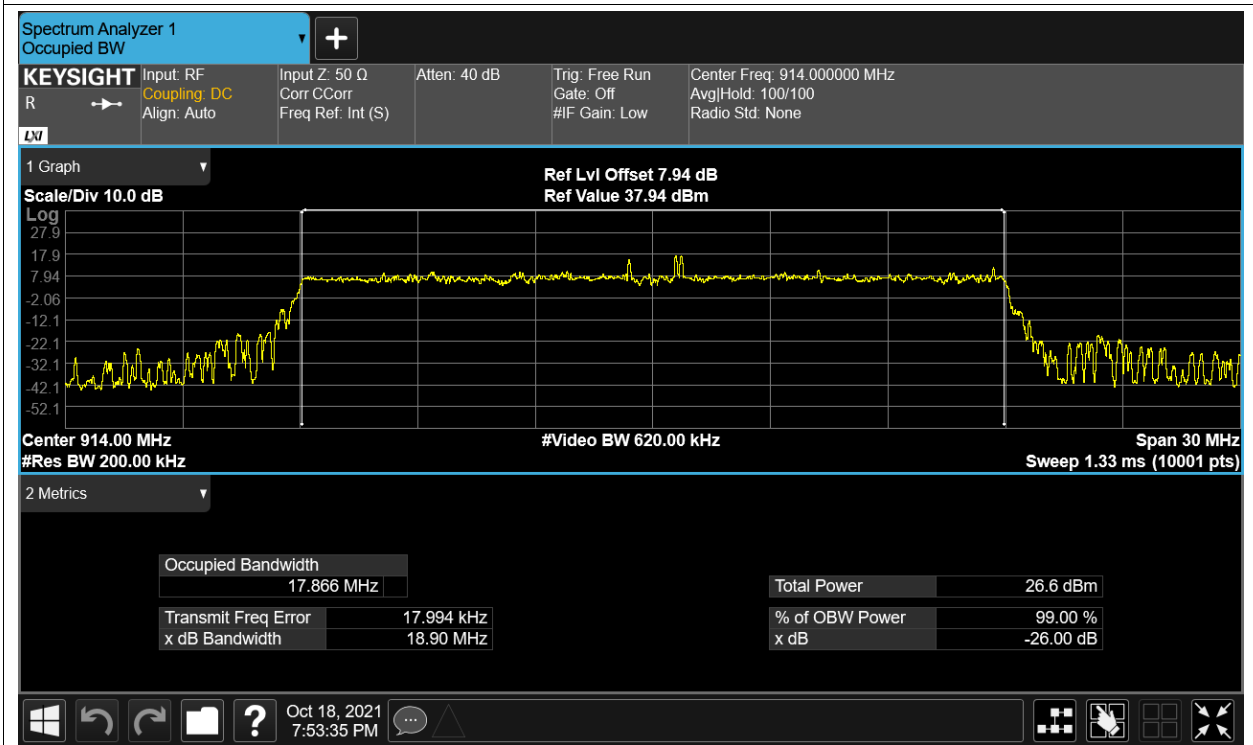 Spectrum Analyzer 1
Occupied BW
KEYSIGHT
R
LXI
Input: RF
Coupling: DC
Align: Auto
Input Z: 50 Ω
Corr CCorr
Freq Ref: Int (S)
Atten: 40 dB
Trig: Free Run
Gate: Off
#IF Gain: Low
Center Freq: 914.000000 MHz
Avg|Hold: 100/100
Radio Std: None
1 Graph
Scale/Div 10.0 dB
Ref Lvl Offset 7.94 dB
Ref Value 37.94 dBm
Log
27.9
17.9
7.94
-2.06
-12.1
-22.1
-32.1
-42.1
-52.1
Center 914.00 MHz
#Res BW 200.00 kHz
#Video BW 620.00 kHz
Span 30 MHz
Sweep 1.33 ms (10001 pts)
2 Metrics
Occupied Bandwidth
17.866 MHz
Transmit Freq Error 17.994 kHz
x dB Bandwidth 18.90 MHz
Total Power 26.6 dBm
% of OBW Power 99.00 %
x dB -26.00 dB
Oct 18, 2021
7:53:35 PM